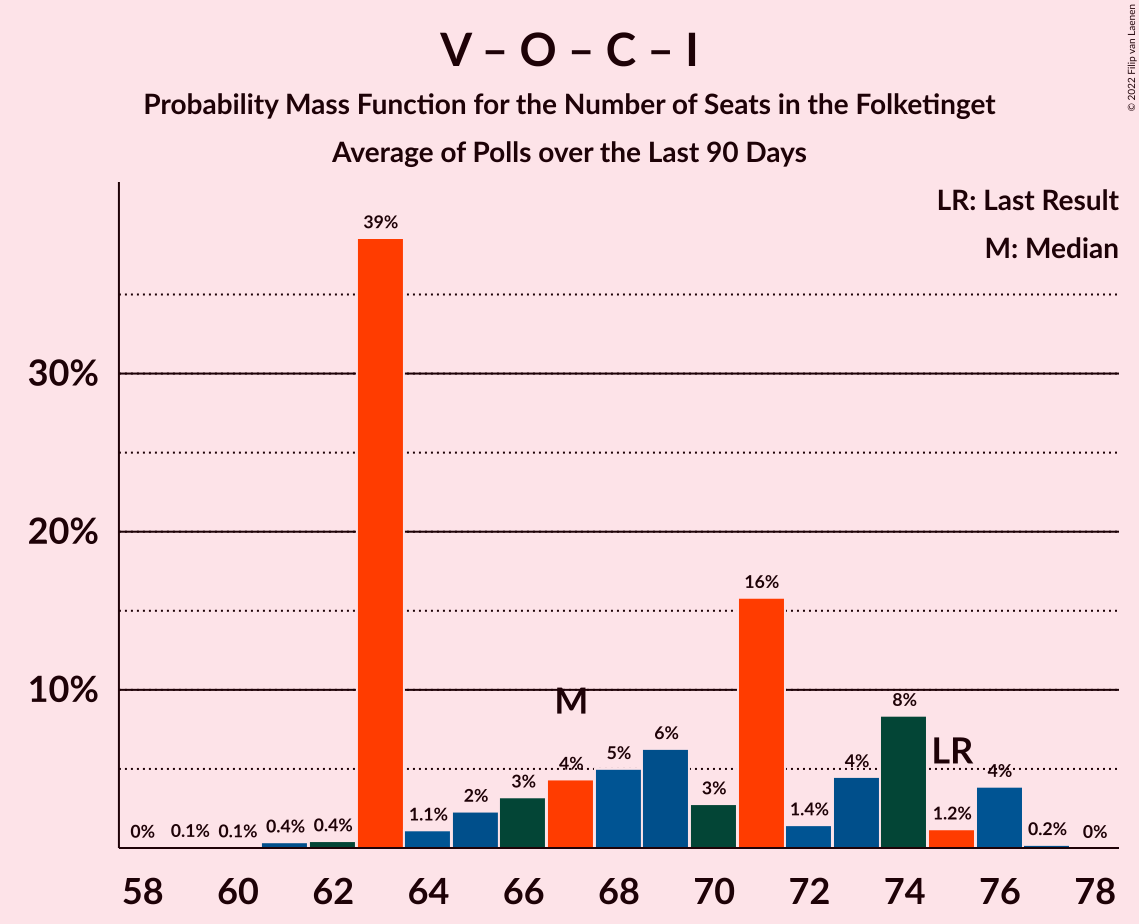 V – O – C – I
Probability Mass Function for the Number of Seats in the Folketinget
Average of Polls over the Last 90 Days
© 2022 Filip van Laenen
LR: Last Result
M: Median
39%
30%
20%
16%
10%
M
8%
6%
LR
5%
4%
4%
4%
3%
3%
2%
1.1%
1.4%
1.2%
0%
0.1%
0.1%
0.4%
0.4%
0.2%
0%
58 60 62 64 66 68 70 72 74 76 78